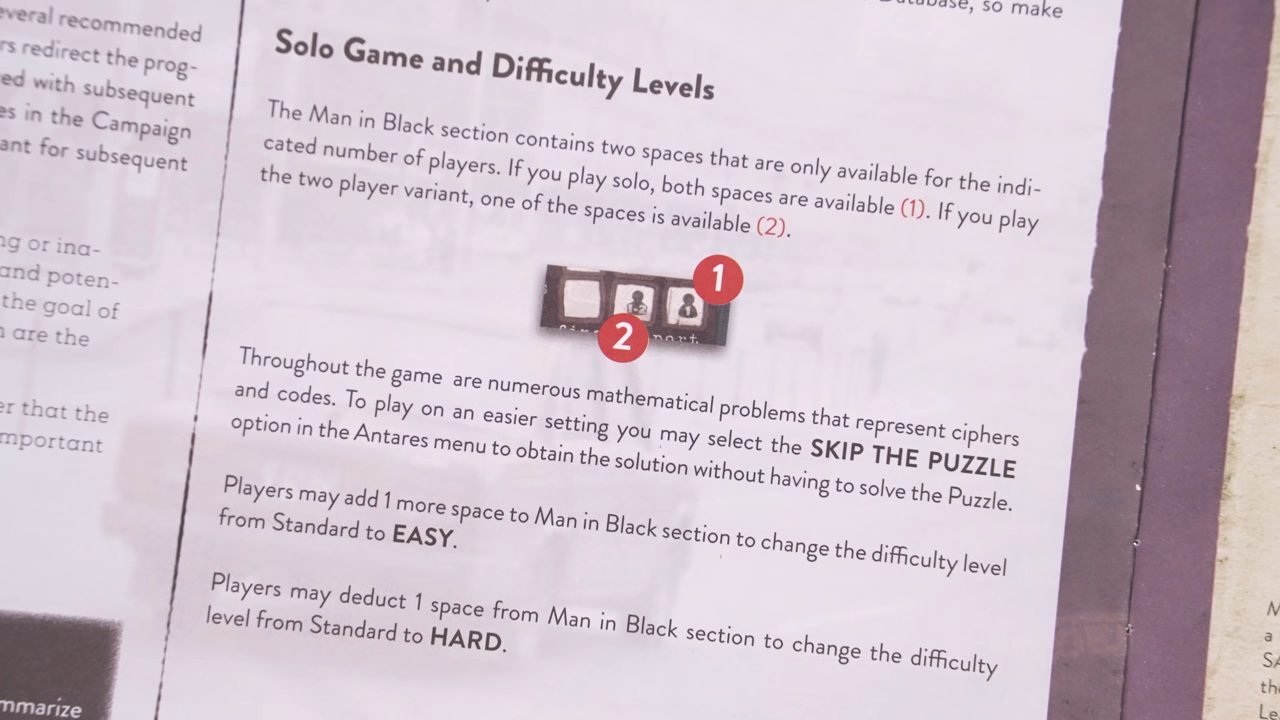 everal recommended
rs redirect the prog-
ed with subsequent
es in the Campaign
ant for subsequent
ng or ina-
and poten-
the goal of
are the
er that the
mportant
mmarize
so make
Solo Game and Difficulty Levels
The Man in Black section contains two spaces that are only available for the indi-
cated number of players. If you play solo, both spaces are available (1). If you play
the two player variant, one of the spaces is available (2).
1
2
Throughout the game are numerous mathematical problems that represent ciphers
and codes. To play on an easier setting you may select the SKIP THE PUZZLE
option in the Antares menu to obtain the solution without having to solve the Puzzle.
Players may add 1 more space to Man in Black section to change the difficulty level
from Standard to EASY.
Players may deduct 1 space from Man in Black section to change the difficulty
level from Standard to HARD.
M
a
SA
the
Le